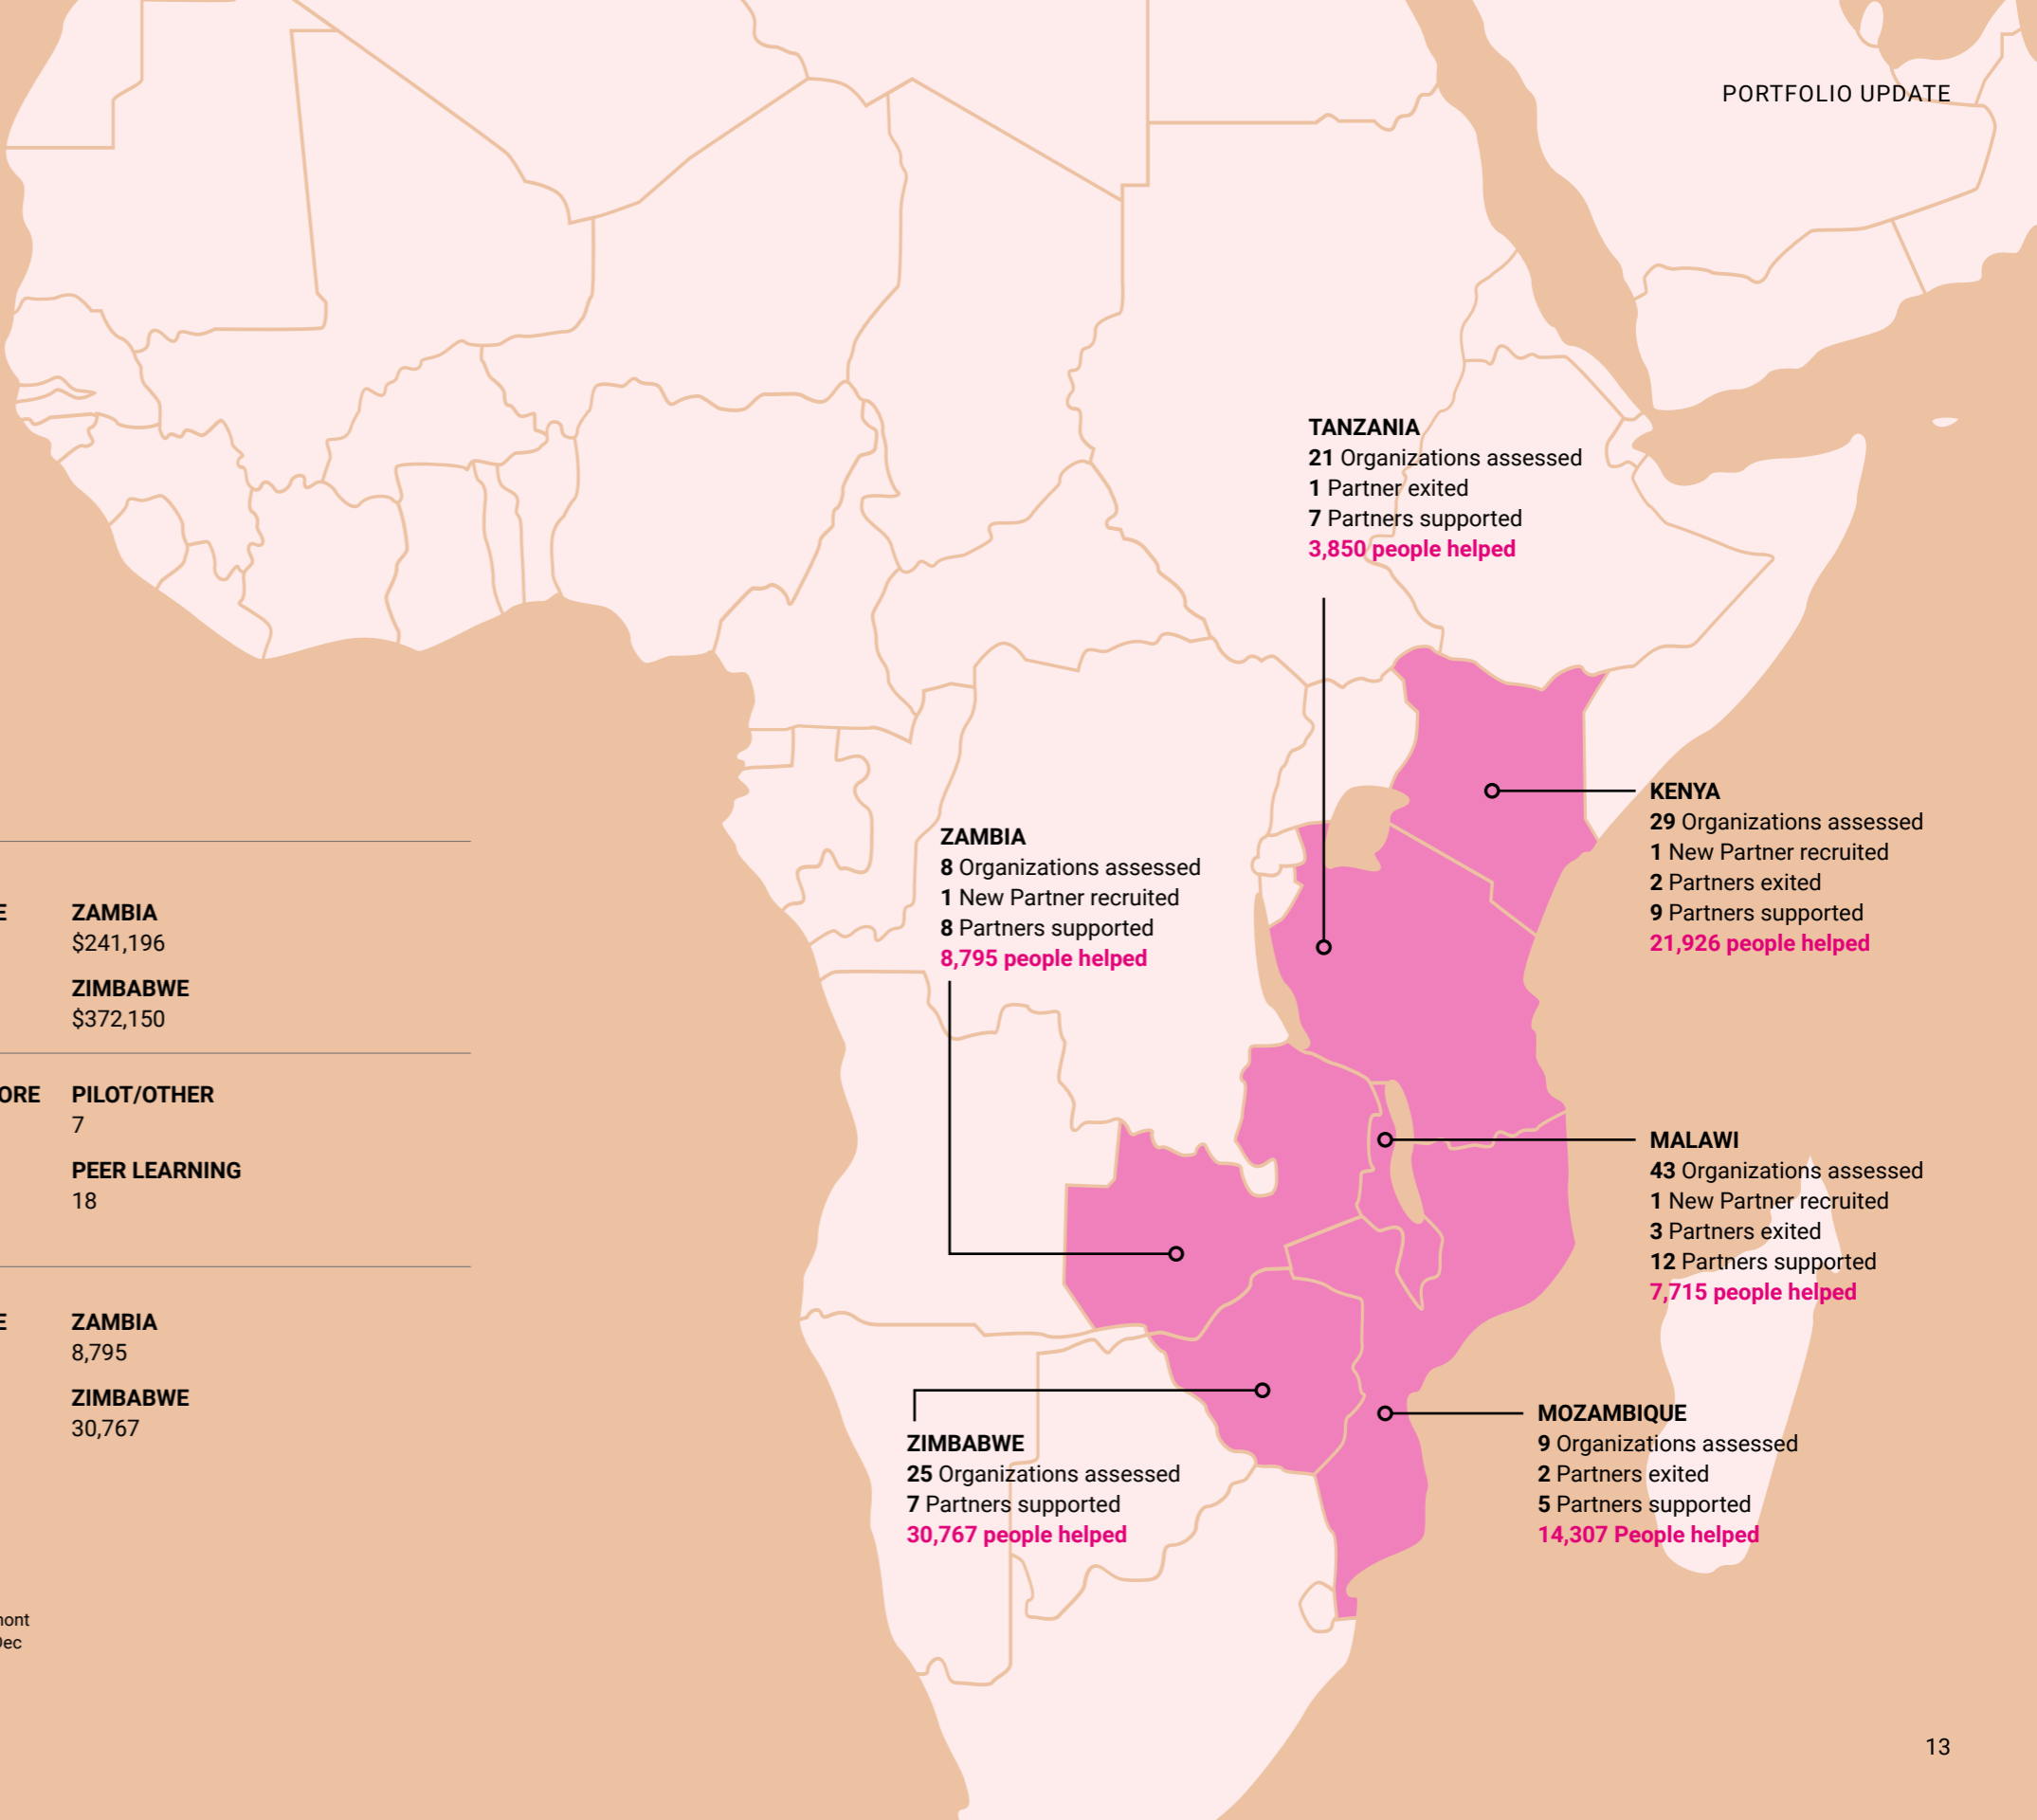 PORTFOLIO UPDATE
TANZANIA
21 Organizations assessed
1 Partner exited
7 Partners supported
3,850 people helped
KENYA
29 Organizations assessed
1 New Partner recruited
2 Partners exited
9 Partners supported
21,926 people helped
ZAMBIA
8 Organizations assessed
1 New Partner recruited
8 Partners supported
8,795 people helped
MALAWI
43 Organizations assessed
1 New Partner recruited
3 Partners exited
12 Partners supported
7,715 people helped
ZIMBABWE
25 Organizations assessed
7 Partners supported
30,767 people helped
MOZAMBIQUE
9 Organizations assessed
2 Partners exited
5 Partners supported
14,307 People helped
ZAMBIA
$241,196
ZIMBABWE
$372,150
PILOT/OTHER
7
PEER LEARNING
18
ZAMBIA
8,795
ZIMBABWE
30,767
13